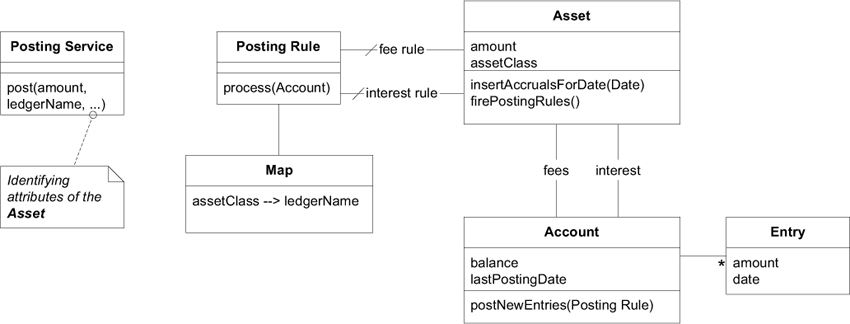 Posting Service
post(amount,
ledgerName, ...)
Identifying
attributes of the
Asset
Posting Rule
process(Account)
Map
assetClass --> ledgerName
fee rule
interest rule
Asset
amount
assetClass
insertAccrualsForDate(Date)
firePostingRules()
fees
interest
Account
balance
lastPostingDate
postNewEntries(Posting Rule)
*
Entry
amount
date